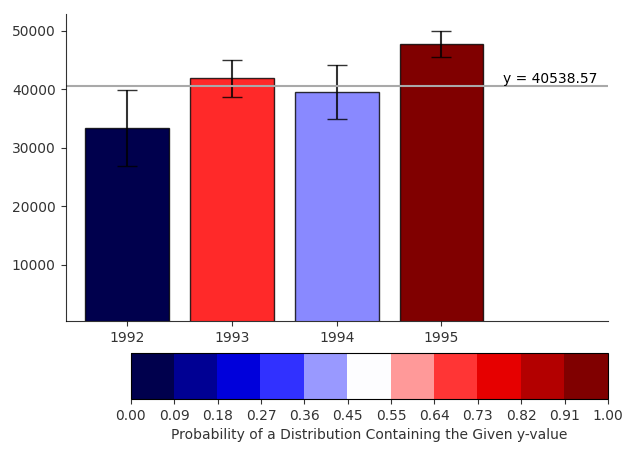 50000
40000
30000
20000
10000
y = 40538.57
1992 1993 1994 1995
0.00 0.09 0.18 0.27 0.36 0.45 0.55 0.64 0.73 0.82 0.91 1.00
Probability of a Distribution Containing the Given y-value